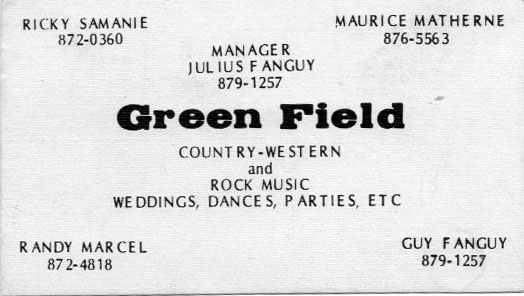 RICKY SAMANIE
872-0360
MAURICE MATHERNE
876-5563
MANAGER
JULIUS FANGUY
879-1257
Green Field
COUNTRY-WESTERN
and
ROCK MUSIC
WEDDINGS, DANCES, PARTIES, ETC
RANDY MARCEL
872-4818
GUY FANGUY
879-1257